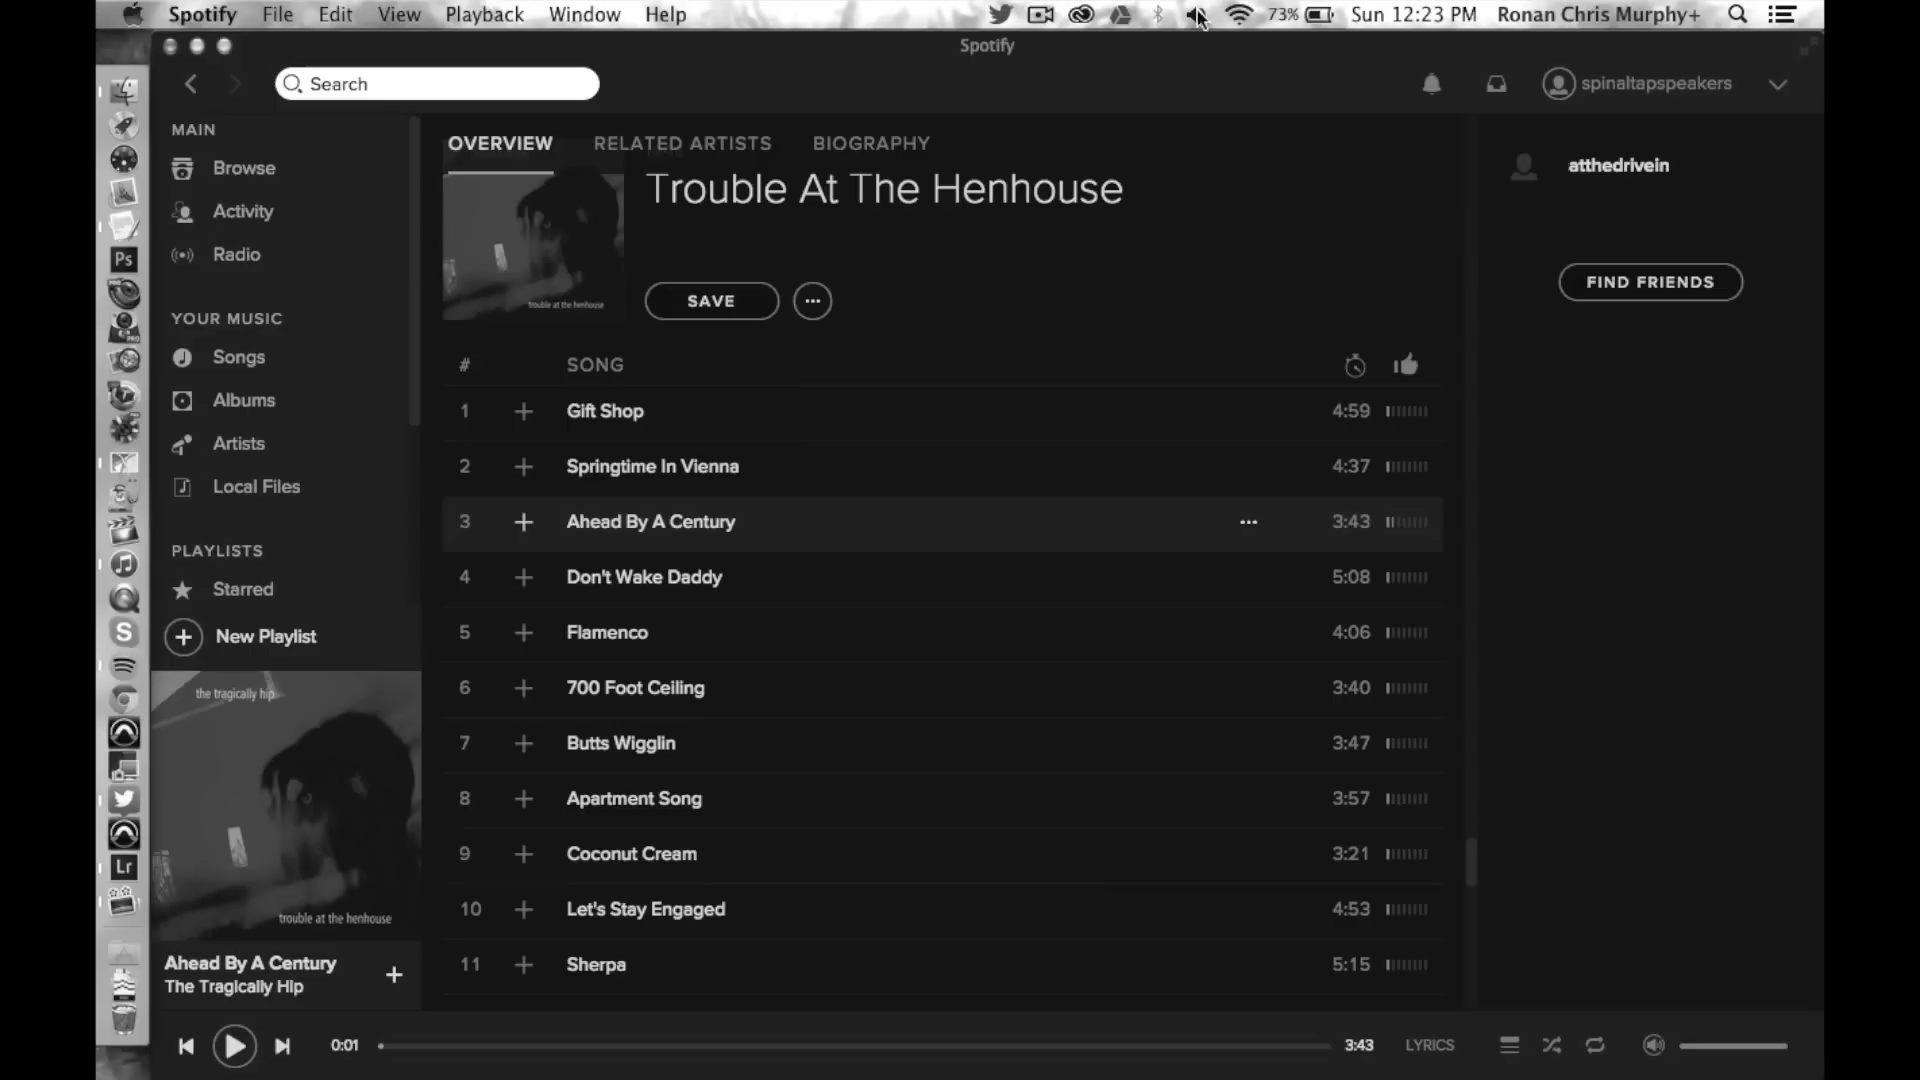 Spotify File Edit View Playback Window Help 73% Sun 12:23 PM Ronan Chris Murphy+
Spotify
Search
spinaltapspeakers
MAIN
Browse
Activity
Radio
YOUR MUSIC
Songs
Albums
Artists
Local Files
PLAYLISTS
Starred
New Playlist
the tragically hip
trouble at the henhouse
Ahead By A Century
The Tragically Hip
OVERVIEW RELATED ARTISTS BIOGRAPHY
Trouble At The Henhouse
trouble at the henhouse
SAVE
# SONG
1 Gift Shop 4:59
2 Springtime In Vienna 4:37
3 Ahead By A Century 3:43
4 Don't Wake Daddy 5:08
5 Flamenco 4:06
6 700 Foot Ceiling 3:40
7 Butts Wigglin 3:47
8 Apartment Song 3:57
9 Coconut Cream 3:21
10 Let's Stay Engaged 4:53
11 Sherpa 5:15
atthedrivein
FIND FRIENDS
Ps
S
Lr
0:01 3:43 LYRICS